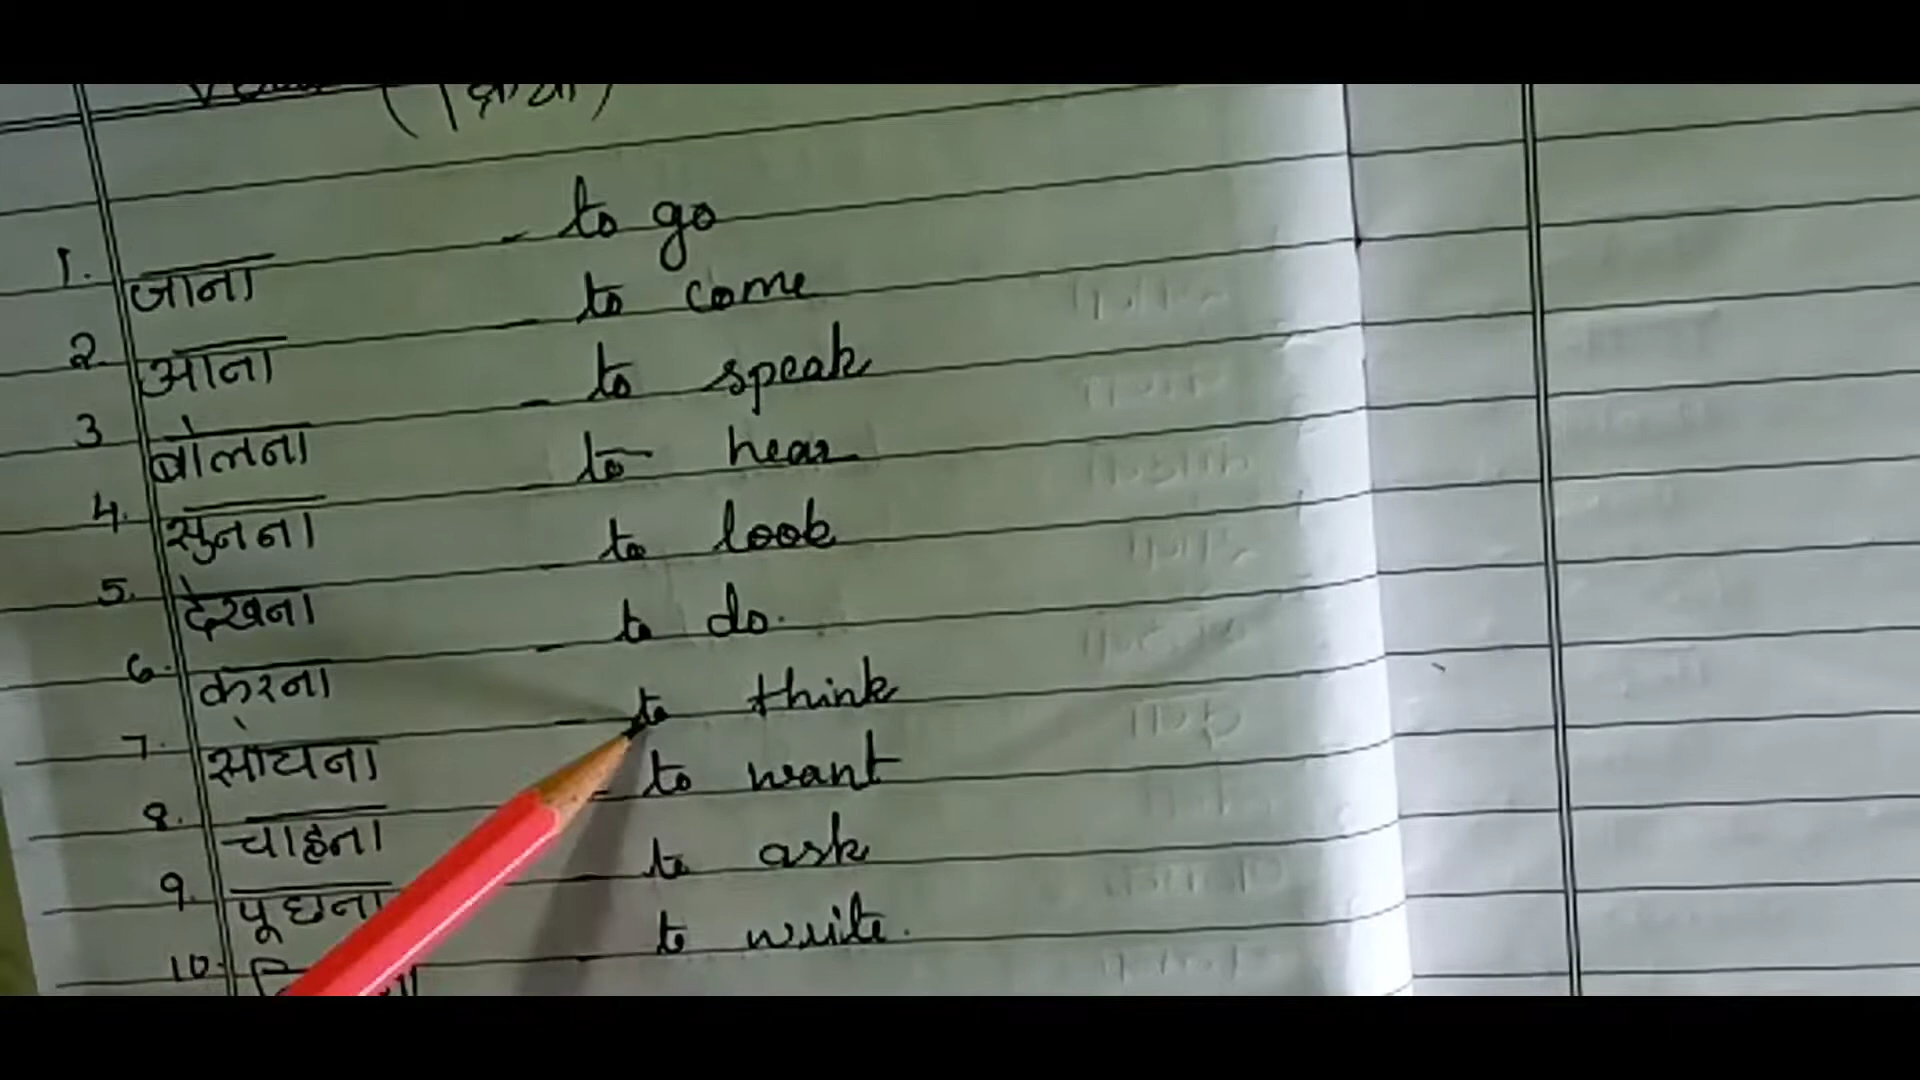 Verb (क्रिया)
1. जाना - to go
2. आना - to come
3 बोलना - to speak
4. सुनना - to hear
5. देखना - to look
6. करना - to do.
7. सोचना - to think
8. चाहना - to want
9. पूछना - to ask
10. - to write.